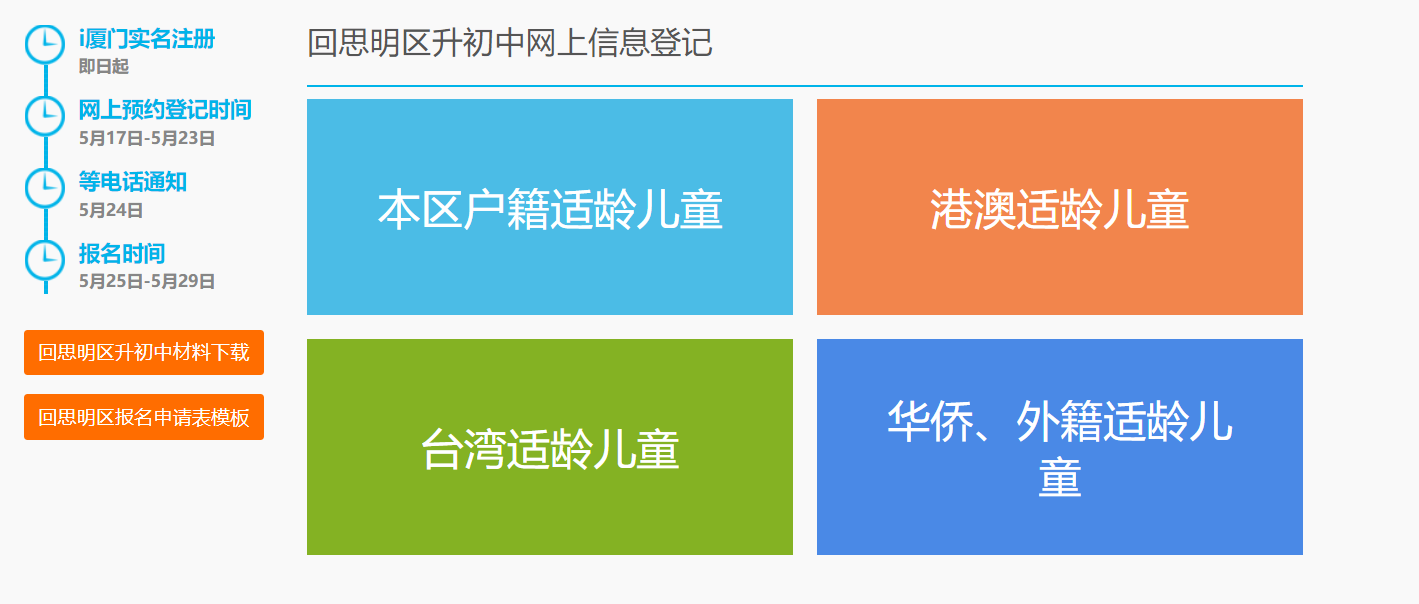 i厦门实名注册
即日起
网上预约登记时间
5月17日-5月23日
等电话通知
5月24日
报名时间
5月25日-5月29日
回思明区升初中材料下载
回思明区报名申请表模板
回思明区升初中网上信息登记
本区户籍适龄儿童
港澳适龄儿童
台湾适龄儿童
华侨、外籍适龄儿
童